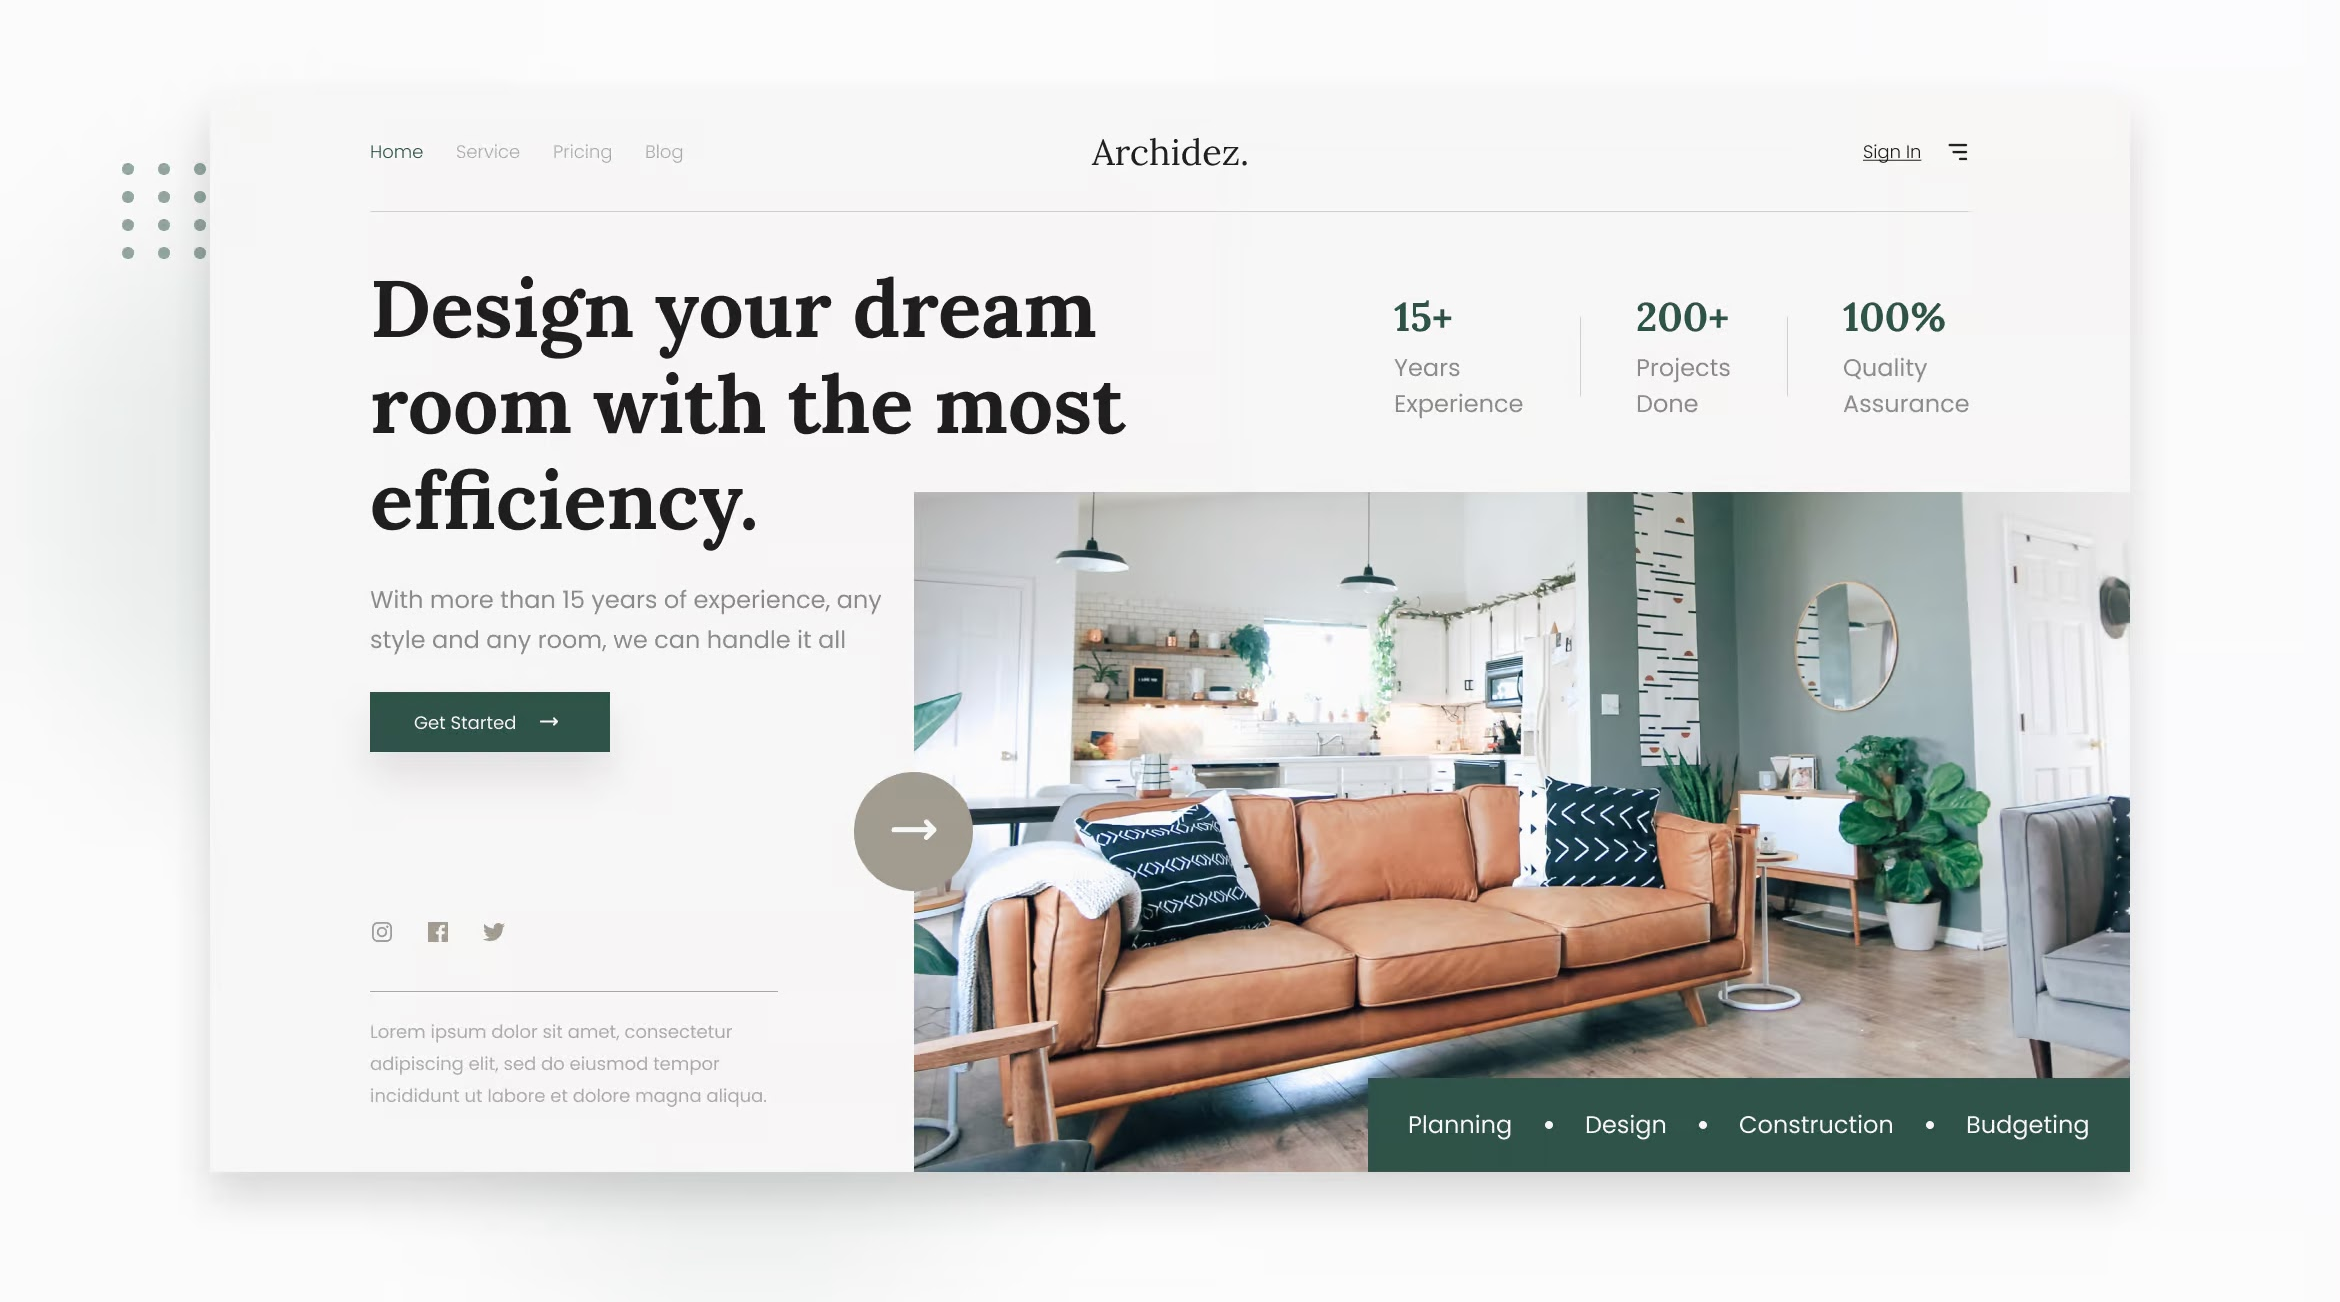 Home Service Pricing Blog
Archidez.
Sign In
Design your dream
room with the most
efficiency.
15+
Years
Experience
200+
Projects
Done
100%
Quality
Assurance
With more than 15 years of experience, any
style and any room, we can handle it all
Get Started
Lorem ipsum dolor sit amet, consectetur
adipiscing elit, sed do eiusmod tempor
incididunt ut labore et dolore magna aliqua.
Planning • Design • Construction • Budgeting